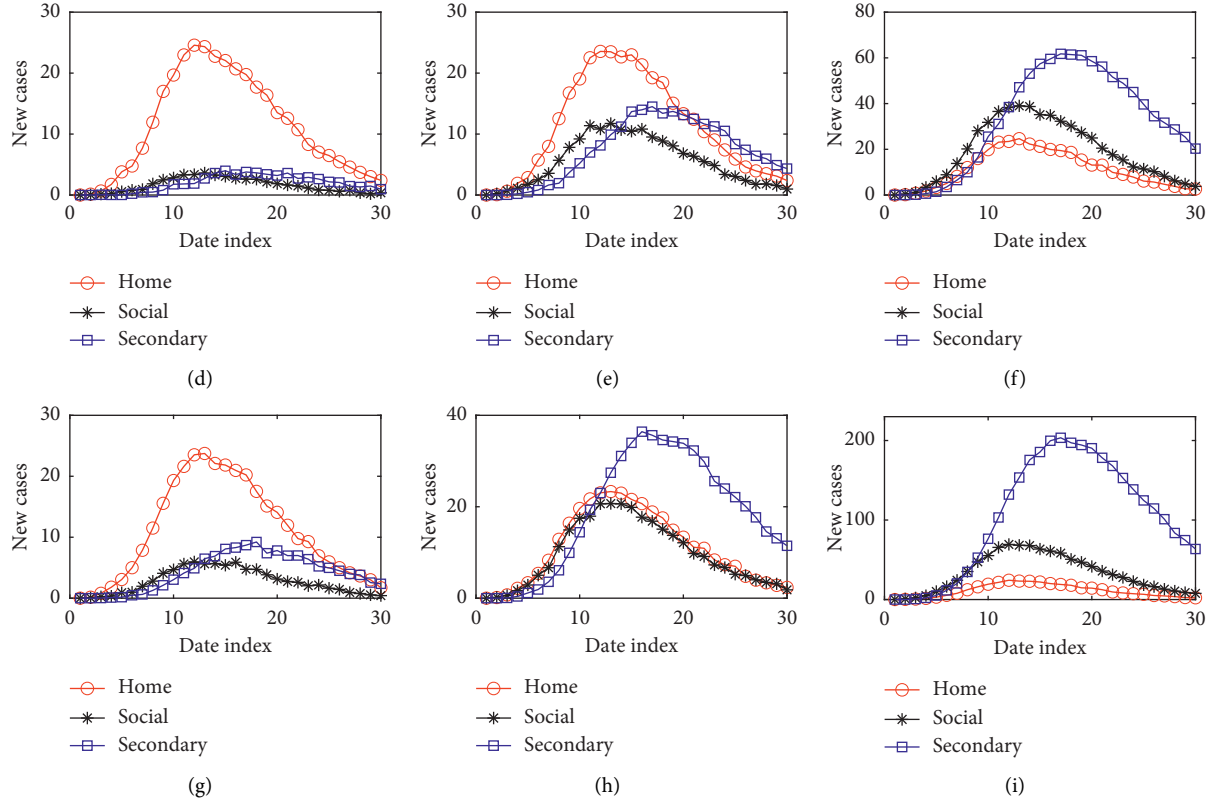 New cases
30
20
10
0
0 10 20 30
Date index
Home
Social
Secondary
(d)
New cases
30
20
10
0
0 10 20 30
Date index
Home
Social
Secondary
(e)
New cases
80
60
40
20
0
0 10 20 30
Date index
Home
Social
Secondary
(f)
New cases
30
20
10
0
0 10 20 30
Date index
Home
Social
Secondary
(g)
New cases
40
20
0
0 10 20 30
Date index
Home
Social
Secondary
(h)
New cases
200
100
0
0 10 20 30
Date index
Home
Social
Secondary
(i)